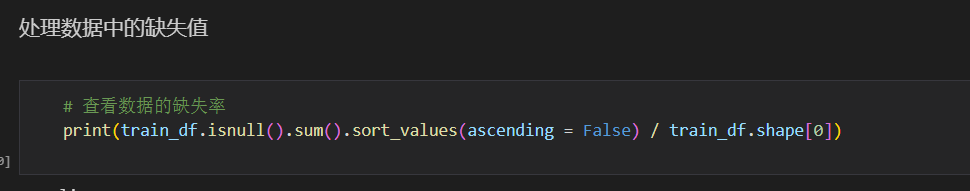 处理数据中的缺失值
# 查看数据的缺失率
print(train_df.isnull().sum().sort_values(ascending = False) / train_df.shape[0])